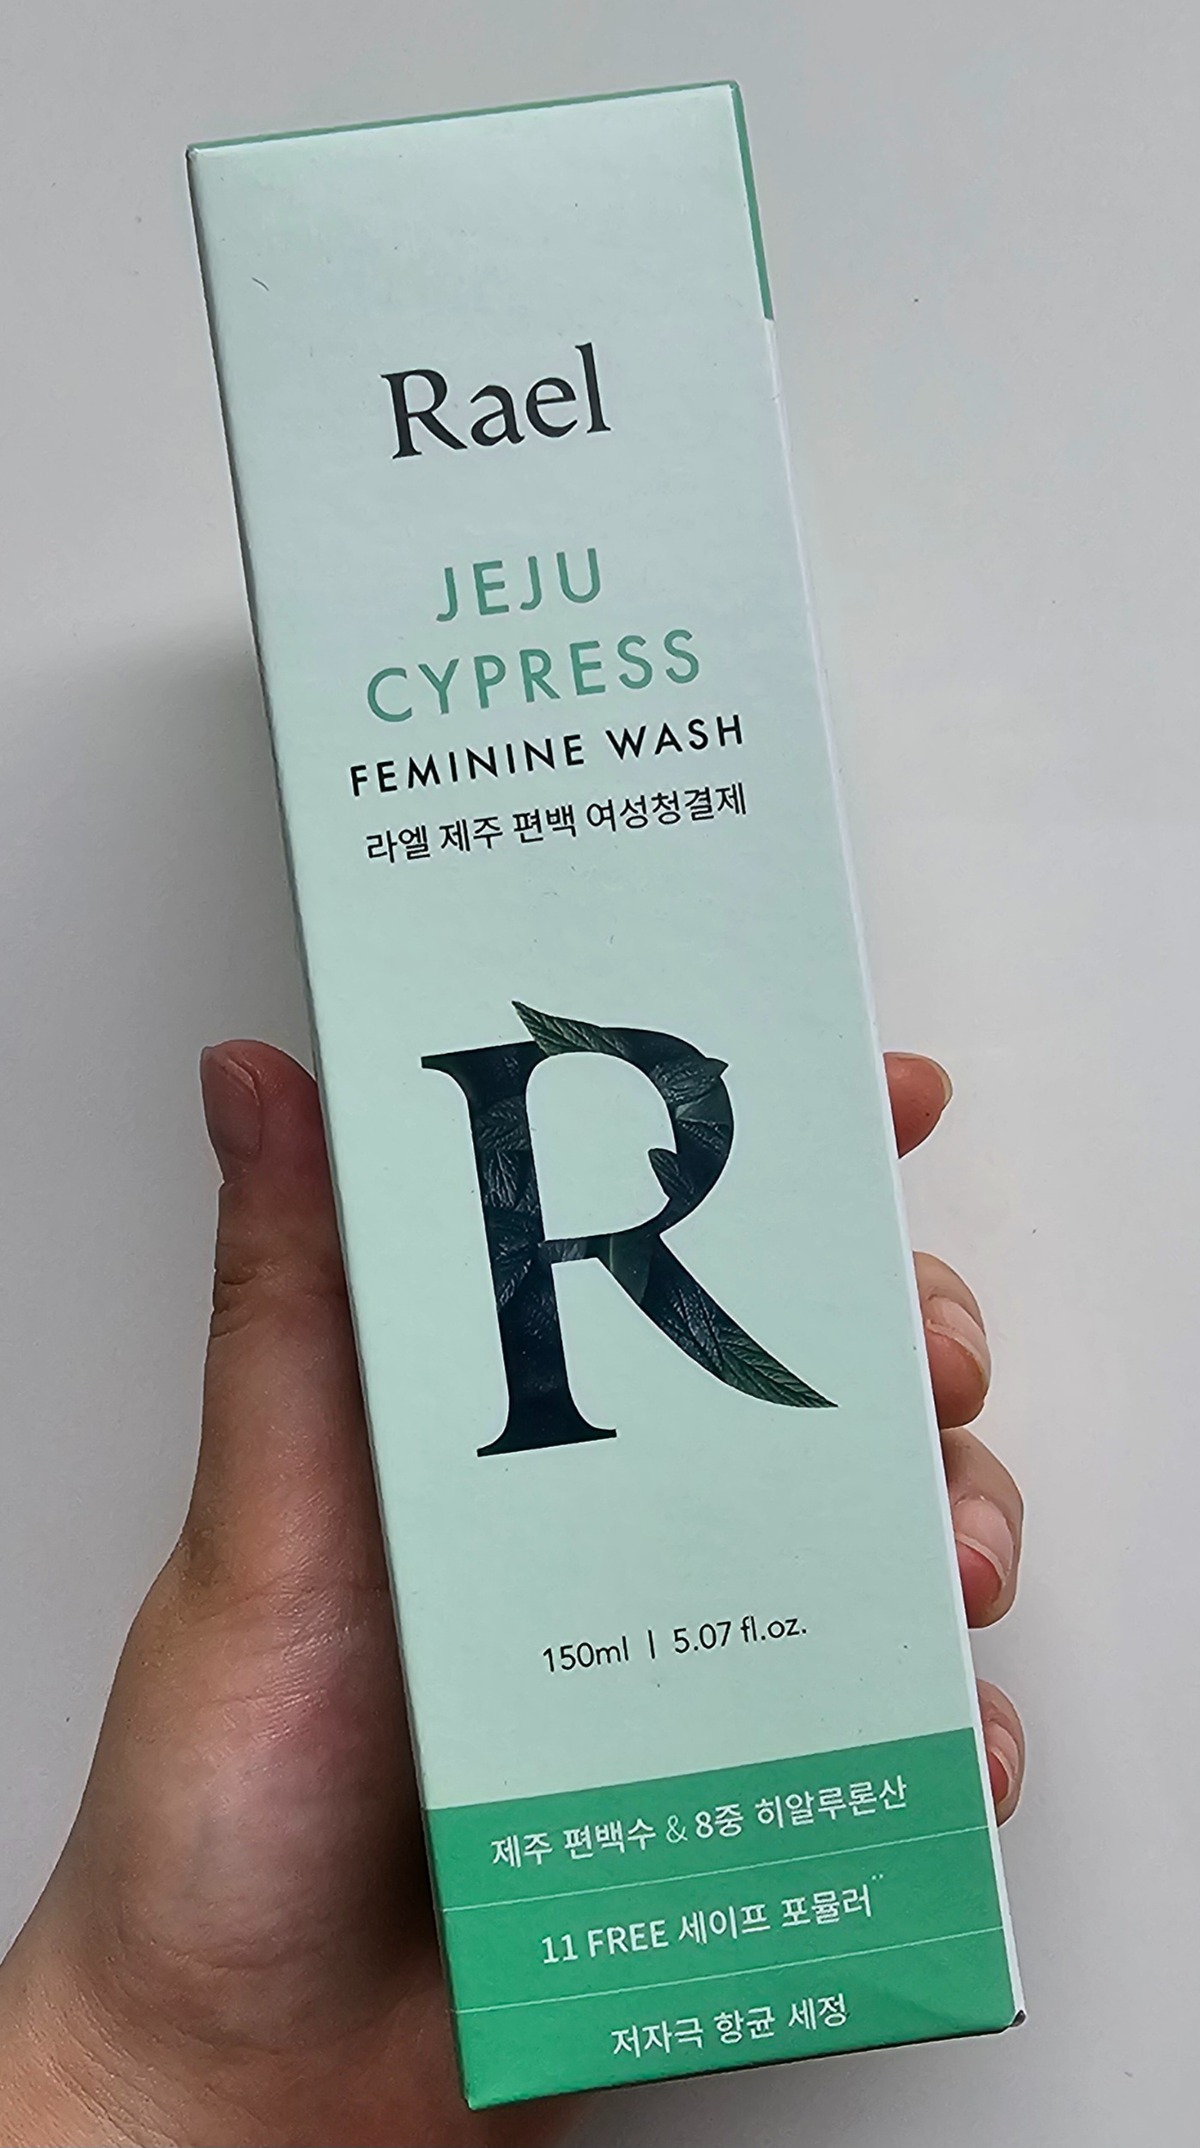 Rael
JEJU
CYPRESS
FEMININE WASH
라엘 제주 편백 여성청결제
R
150ml | 5.07 fl.oz.
제주 편백수 & 8중 히알루론산
11 FREE 세이프 포뮬러¨
저자극 항균 세정